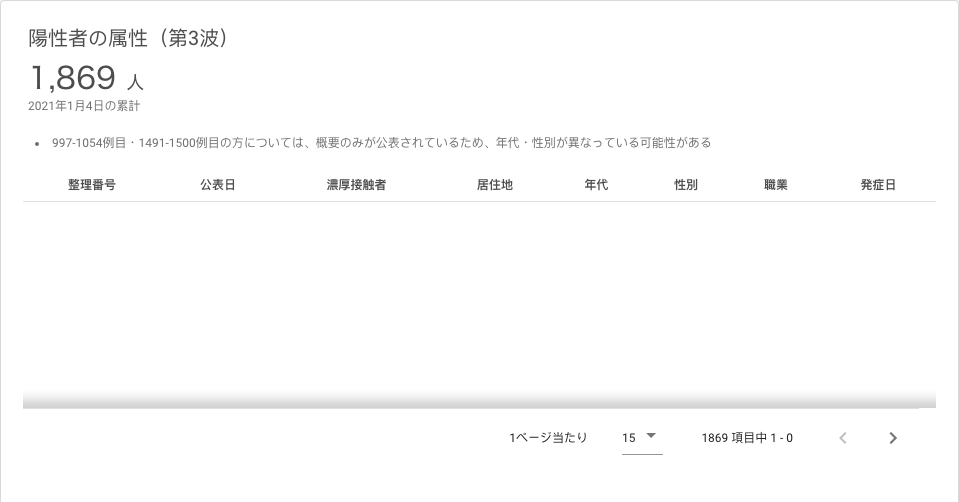 陽性者の属性（第3波）
1,869 人
2021年1月4日の累計
• 997-1054例目・1491-1500例目の方については、概要のみが公表されているため、年代・性別が異なっている可能性がある
整理番号 公表日 濃厚接触者 居住地 年代 性別 職業 発症日
1ページ当たり 15 1869 項目中 1 - 0